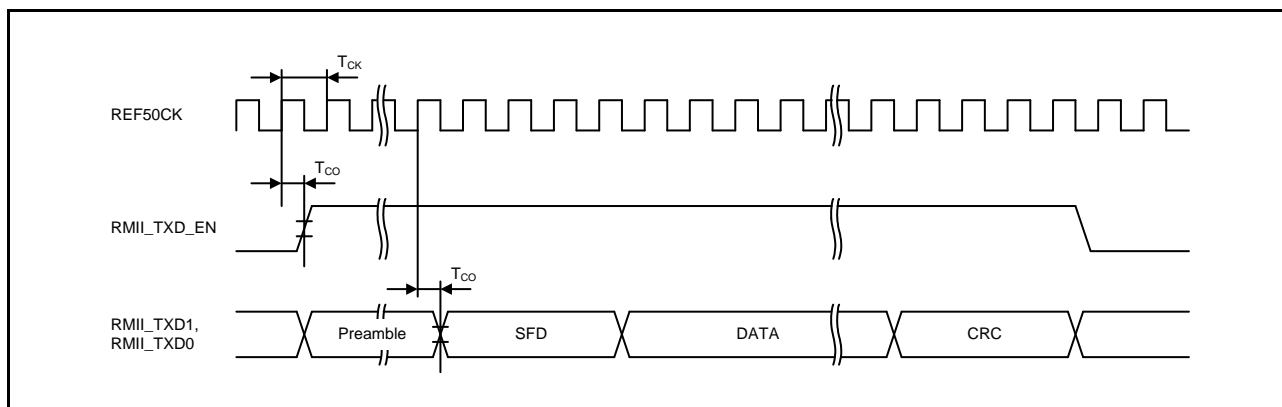 TCK
REF50CK
TCO
RMII_TXD_EN
TCO
RMII_TXD1,
RMII_TXD0
Preamble
SFD
DATA
CRC